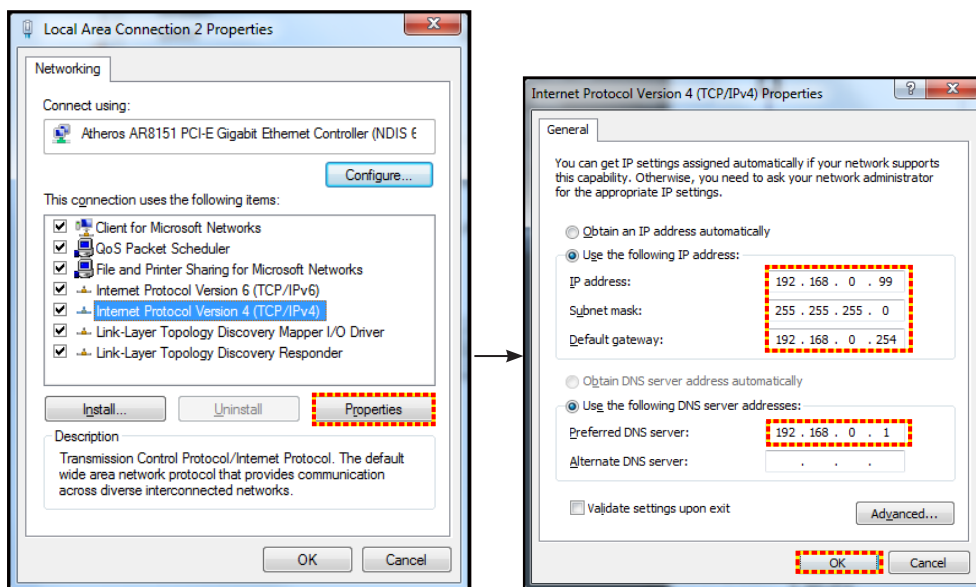 Local Area Connection 2 Properties
Networking
Connect using:
Atheros AR8151 PCI-E Gigabit Ethernet Controller (NDIS 6
Configure...
This connection uses the following items:
Client for Microsoft Networks
QoS Packet Scheduler
File and Printer Sharing for Microsoft Networks
Internet Protocol Version 6 (TCP/IPv6)
Internet Protocol Version 4 (TCP/IPv4)
Link-Layer Topology Discovery Mapper I/O Driver
Link-Layer Topology Discovery Responder
Install...
Uninstall
Properties
Description
Transmission Control Protocol/Internet Protocol. The default
wide area network protocol that provides communication
across diverse interconnected networks.
OK
Cancel
Internet Protocol Version 4 (TCP/IPv4) Properties
General
You can get IP settings assigned automatically if your network supports
this capability. Otherwise, you need to ask your network administrator
for the appropriate IP settings.
Obtain an IP address automatically
Use the following IP address:
IP address: 192 . 168 . 0 . 99
Subnet mask: 255 . 255 . 255 . 0
Default gateway: 192 . 168 . 0 . 254
Obtain DNS server address automatically
Use the following DNS server addresses:
Preferred DNS server: 192 . 168 . 0 . 1
Alternate DNS server: . . .
Validate settings upon exit
Advanced...
OK
Cancel